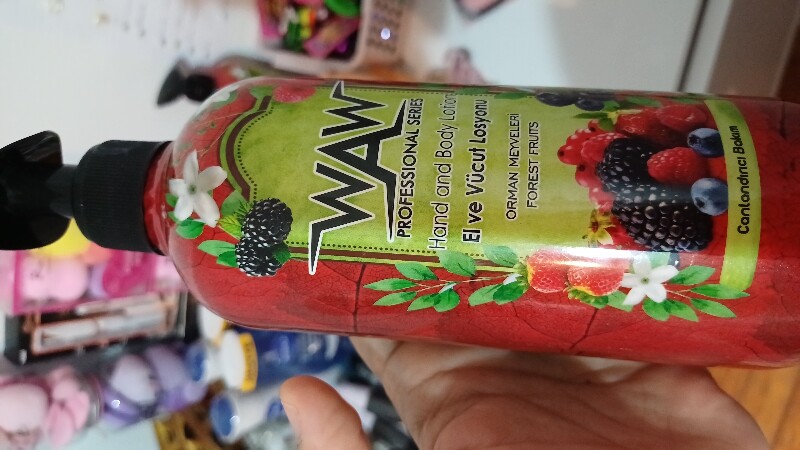 WAW
PROFESSIONAL SERIES
Hand and Body Lotion
El ve Vücut Losyonu
ORMAN MEYVELERİ
FOREST FRUITS
Canlandırıcı Bakım